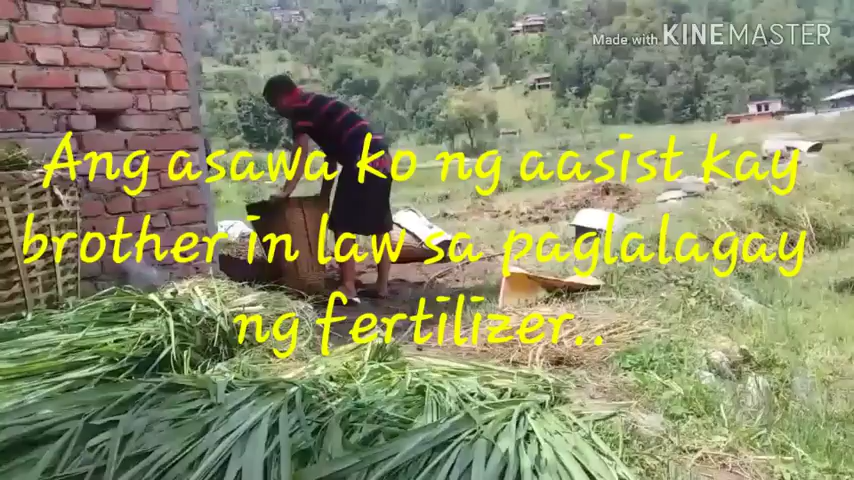 Made with KINEMASTER
Ang asawa ko ng aasist kay
brother in law sa paglalagay
ng fertilizer..